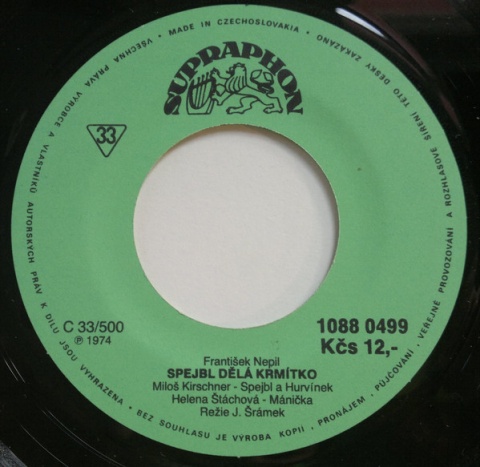 • MADE IN CZECHOSLOVAKIA • ZÁKAZÁNO ŠÍŘENÍ TÉTO DESKY ROZHLASOVÉ A PROVOZOVÁNÍ VEŘEJNÉ • PŮJČOVÁNÍ • PRONÁJEM • BEZ SOUHLASU JE VÝROBA KOPIÍ •
VŠECHNA PRÁVA VÝROBCE A VLASTNÍKŮ AUTORSKÝCH PRÁV K DÍLU JSOU VYHRAZENA •
SUPRAPHON
33
C 33/500
℗ 1974
1088 0499
Kčs 12,-
František Nepil
SPEJBL DĚLÁ KRMÍTKO
Miloš Kirschner - Spejbl a Hurvínek
Helena Štáchová - Mánička
Režie J. Šrámek